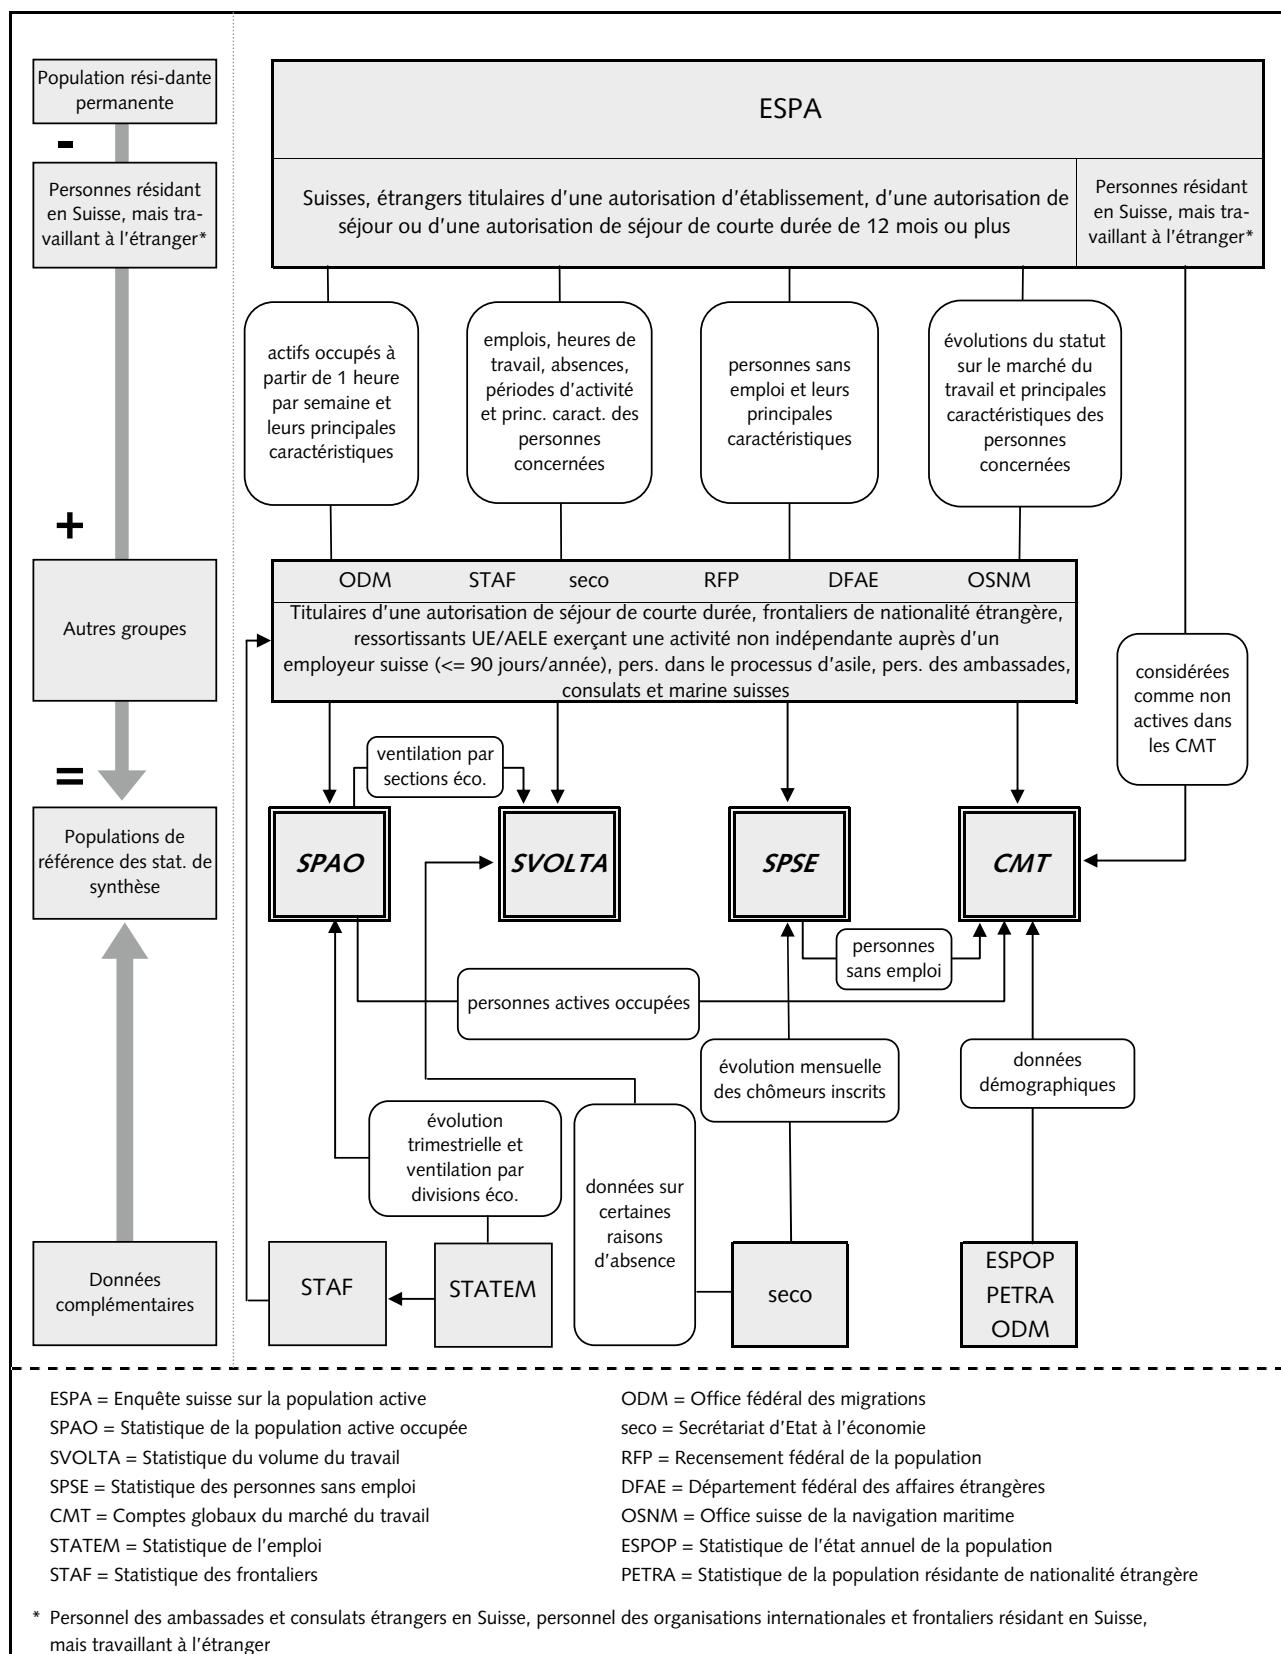 Population rési-dante
permanente
-
Personnes résidant
en Suisse, mais tra-
vaillant à l'étranger*
+
Autres groupes
=
Populations de
référence des stat. de
synthèse
Données
complémentaires
ESPA
Suisses, étrangers titulaires d'une autorisation d'établissement, d'une autorisation de
séjour ou d'une autorisation de séjour de courte durée de 12 mois ou plus
Personnes résidant
en Suisse, mais tra-
vaillant à l'étranger*
actifs occupés à
partir de 1 heure
par semaine et
leurs principales
caractéristiques
emplois, heures de
travail, absences,
périodes d'activité
et princ. caract. des
personnes
concernées
personnes sans
emploi et leurs
principales
caractéristiques
évolutions du statut
sur le marché du
travail et principales
caractéristiques des
personnes
concernées
ODM STAF seco RFP DFAE OSNM
Titulaires d'une autorisation de séjour de courte durée, frontaliers de nationalité étrangère,
ressortissants UE/AELE exerçant une activité non indépendante auprès d'un
employeur suisse (<= 90 jours/année), pers. dans le processus d'asile, pers. des ambassades,
consulats et marine suisses
considérées
comme non
actives dans
les CMT
ventilation par
sections éco.
SPAO
SVOLTA
SPSE
CMT
personnes
sans emploi
personnes actives occupées
évolution mensuelle
des chômeurs inscrits
données
démographiques
évolution
trimestrielle et
ventilation par
divisions éco.
données sur
certaines
raisons
d'absence
STAF
STATEM
seco
ESPOP
PETRA
ODM
ESPA = Enquête suisse sur la population active
SPAO = Statistique de la population active occupée
SVOLTA = Statistique du volume du travail
SPSE = Statistique des personnes sans emploi
CMT = Comptes globaux du marché du travail
STATEM = Statistique de l'emploi
STAF = Statistique des frontaliers
ODM = Office fédéral des migrations
seco = Secrétariat d'Etat à l'économie
RFP = Recensement fédéral de la population
DFAE = Département fédéral des affaires étrangères
OSNM = Office suisse de la navigation maritime
ESPOP = Statistique de l'état annuel de la population
PETRA = Statistique de la population résidante de nationalité étrangère
* Personnel des ambassades et consulats étrangers en Suisse, personnel des organisations internationales et frontaliers résidant en Suisse,
mais travaillant à l'étranger